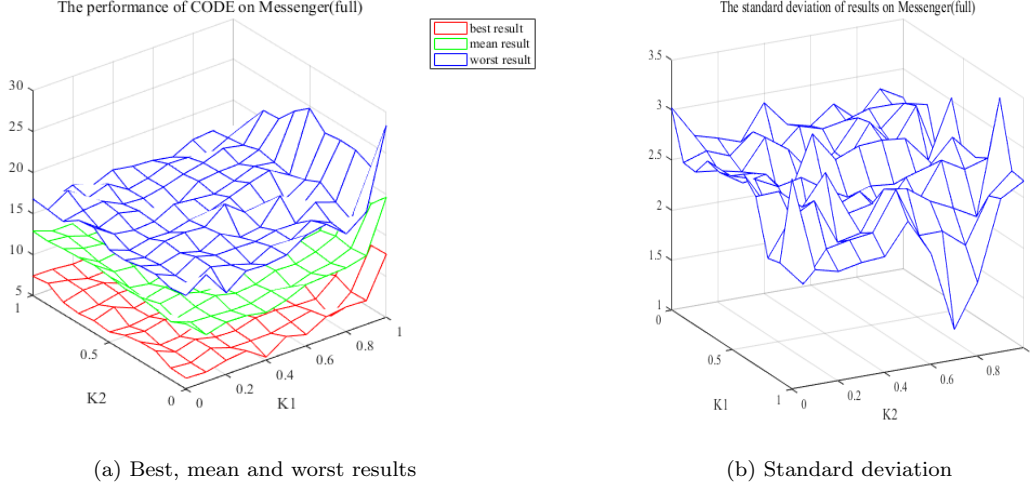 The performance of CODE on Messenger(full)
best result
mean result
worst result
30
25
20
15
10
5
1
0.5
0
K2
0
0.2
0.4
0.6
0.8
1
K1
(a) Best, mean and worst results
The standard deviation of results on Messenger(full)
3.5
3
2.5
2
1.5
1
0
0.5
1
K1
0
0.2
0.4
0.6
0.8
K2
(b) Standard deviation